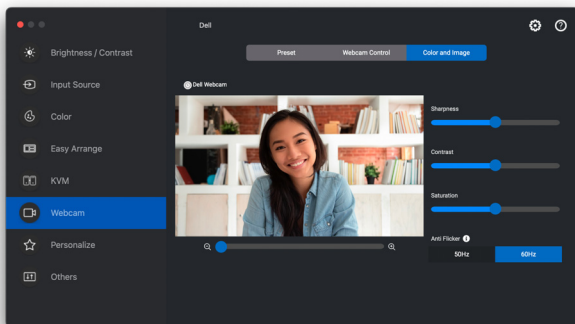 Dell
Brightness / Contrast
Input Source
Color
Easy Arrange
KVM
Webcam
Personalize
Others
Preset
Webcam Control
Color and Image
Dell Webcam
Sharpness
Contrast
Saturation
Anti Flicker
50Hz
60Hz